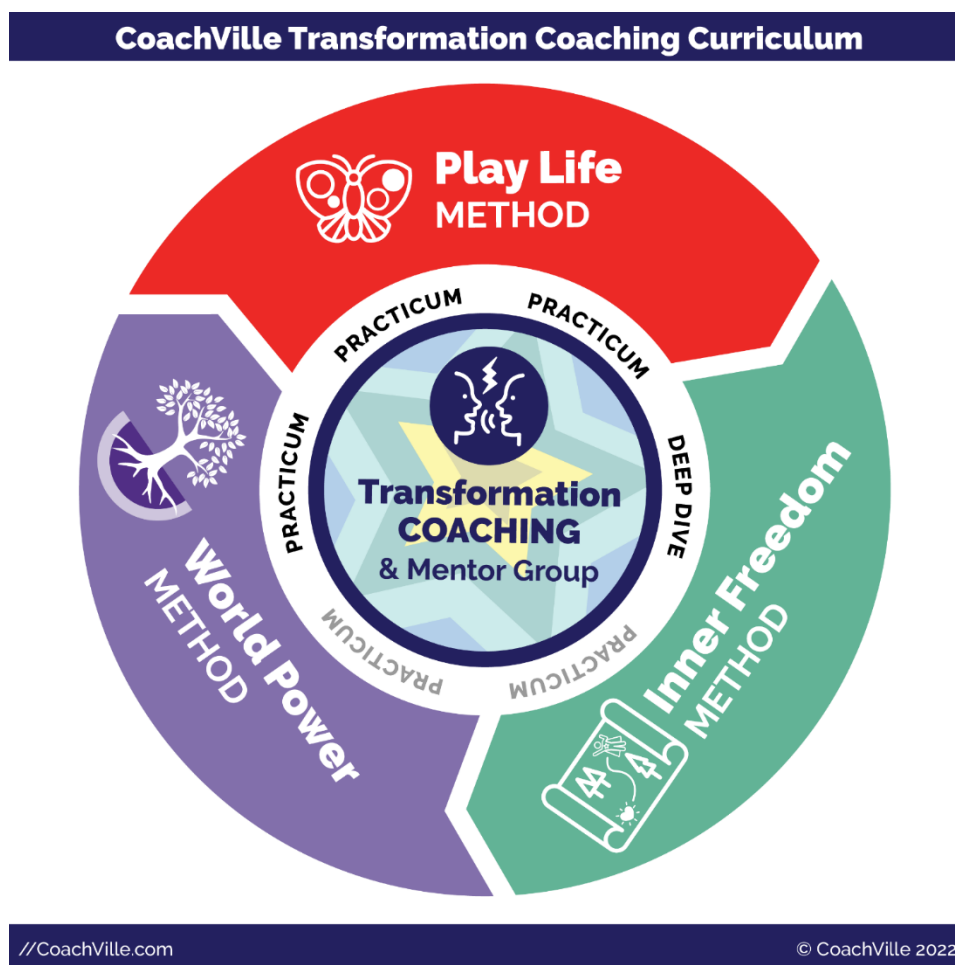 CoachVille Transformation Coaching Curriculum
Play Life
METHOD
PRACTICUM
PRACTICUM
PRACTICUM
DEEP DIVE
Transformation
COACHING
& Mentor Group
World Power
METHOD
Inner Freedom
METHOD
PRACTICUM
PRACTICUM
//CoachVille.com
© CoachVille 2022